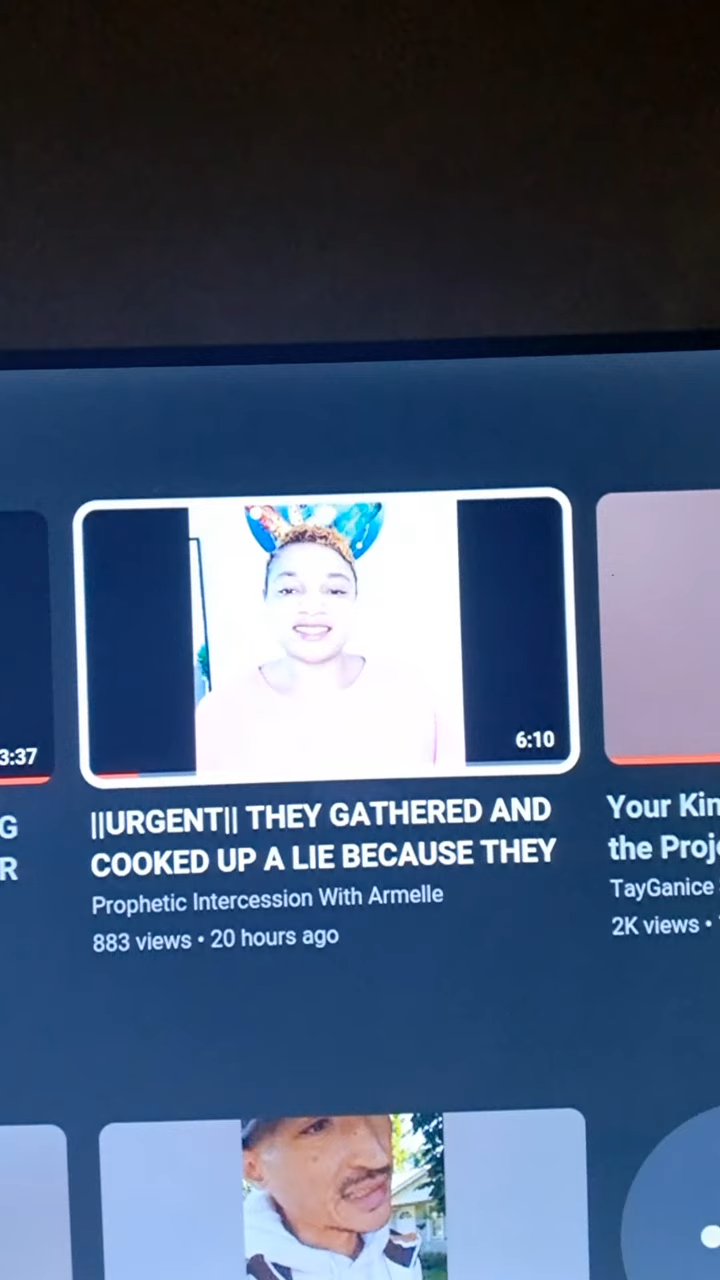 3:37
6:10
G
R
||URGENT|| THEY GATHERED AND
COOKED UP A LIE BECAUSE THEY
Prophetic Intercession With Armelle
883 views • 20 hours ago
Your Kin
the Proje
TayGanice
2K views •